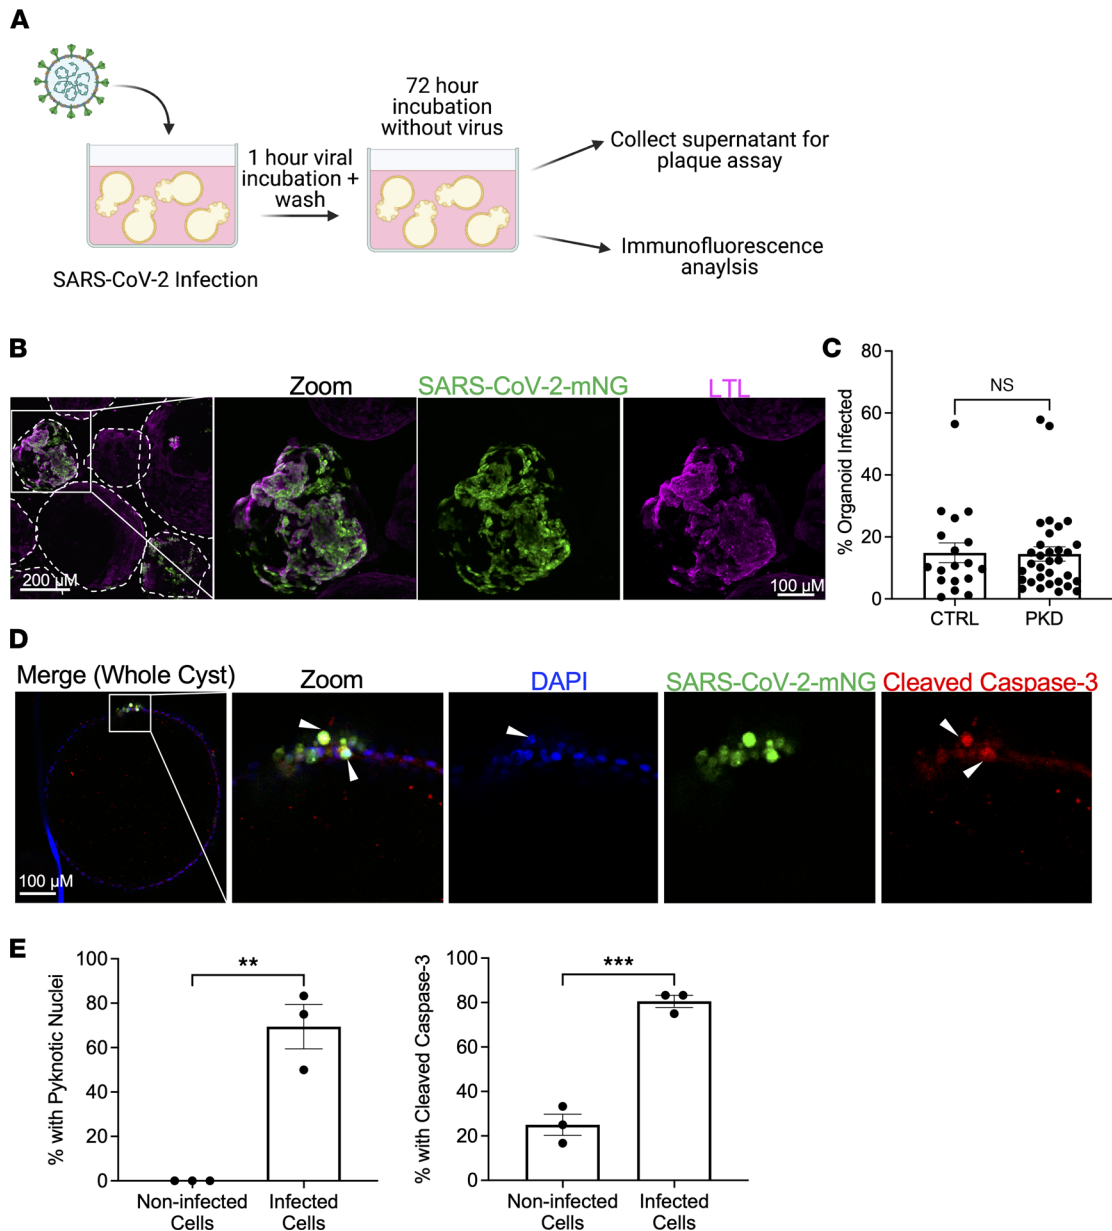 A
72 hour
incubation
without virus
1 hour viral
incubation +
wash
Collect supernatant for
plaque assay
Immunofluorescence
anaylsis
SARS-CoV-2 Infection
B
Zoom
SARS-CoV-2-mNG
LTL
200 µM
100 µM
C
% Organoid Infected
80
60
40
20
0
NS
CTRL
PKD
D
Merge (Whole Cyst)
Zoom
DAPI
SARS-CoV-2-mNG
Cleaved Caspase-3
100 µM
E
% with Pyknotic Nuclei
100
80
60
40
20
0
**
Non-infected
Cells
Infected
Cells
% with Cleaved Caspase-3
100
80
60
40
20
0
***
Non-infected
Cells
Infected
Cells